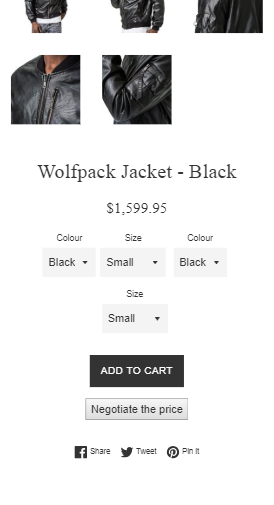 Wolfpack Jacket - Black
$1,599.95
Colour Size Colour
Black Small Black
Size
Small
ADD TO CART
Negotiate the price
Share Tweet Pin It